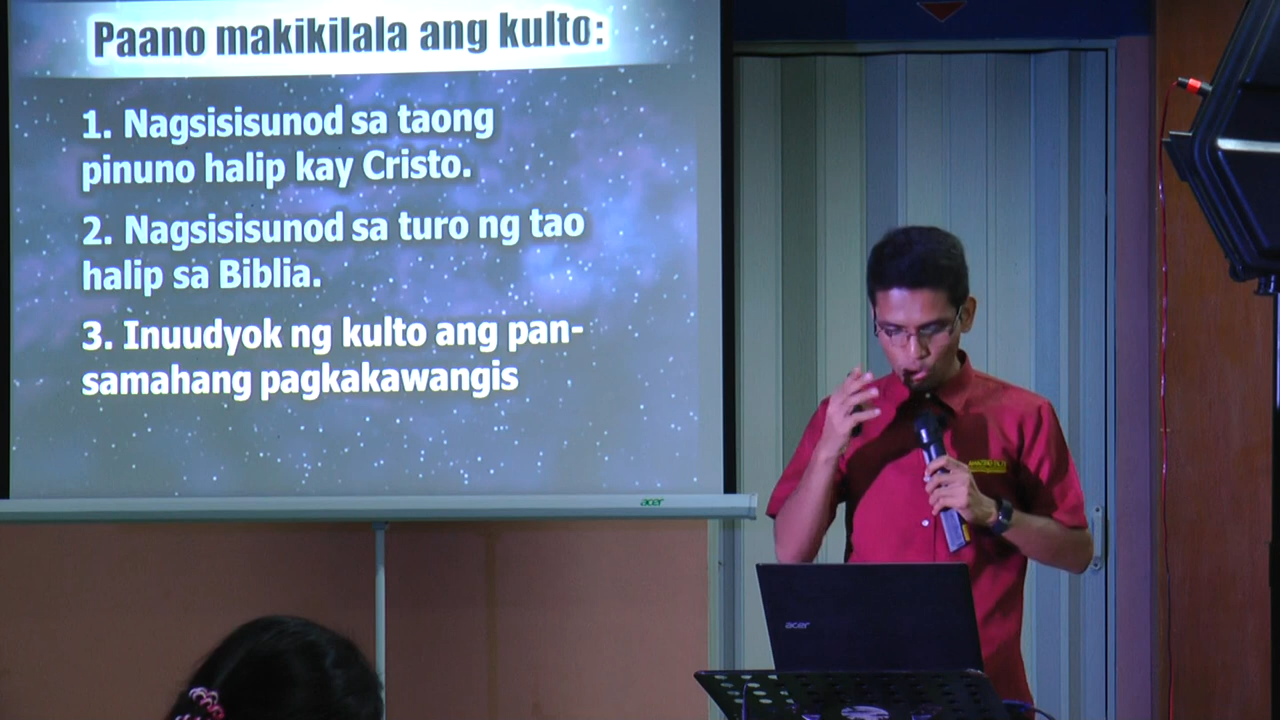 Paano makikilala ang kulto:
1. Nagsisisunod sa taong
pinuno halip kay Cristo.
2. Nagsisisunod sa turo ng tao
halip sa Biblia.
3. Inuudyok ng kulto ang pan-
samahang pagkakawangis
acer
acer